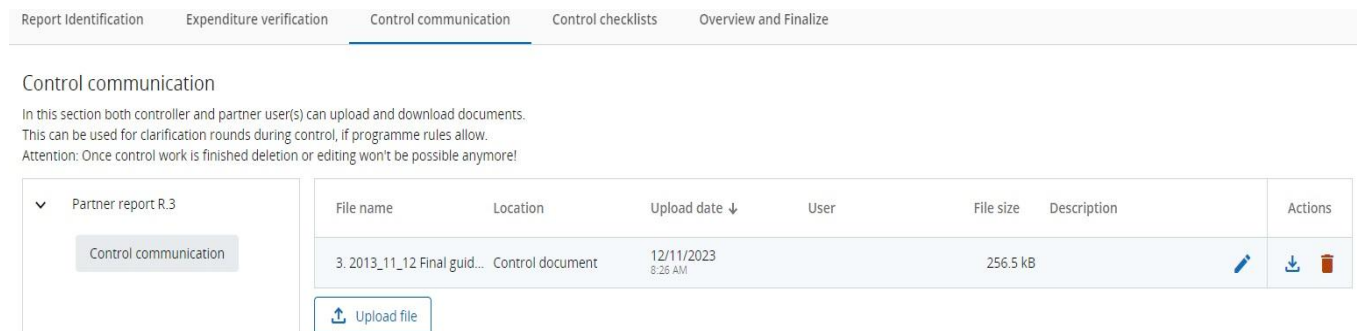 Report Identification Expenditure verification Control communication Control checklists Overview and Finalize
Control communication
In this section both controller and partner user(s) can upload and download documents.
This can be used for clarification rounds during control, if programme rules allow.
Attention: Once control work is finished deletion or editing won't be possible anymore!
Partner report R.3
Control communication
File name Location Upload date ↓ User File size Description Actions
3. 2013_11_12 Final guid... Control document 12/11/2023 256.5 kB
8:26 AM
Upload file